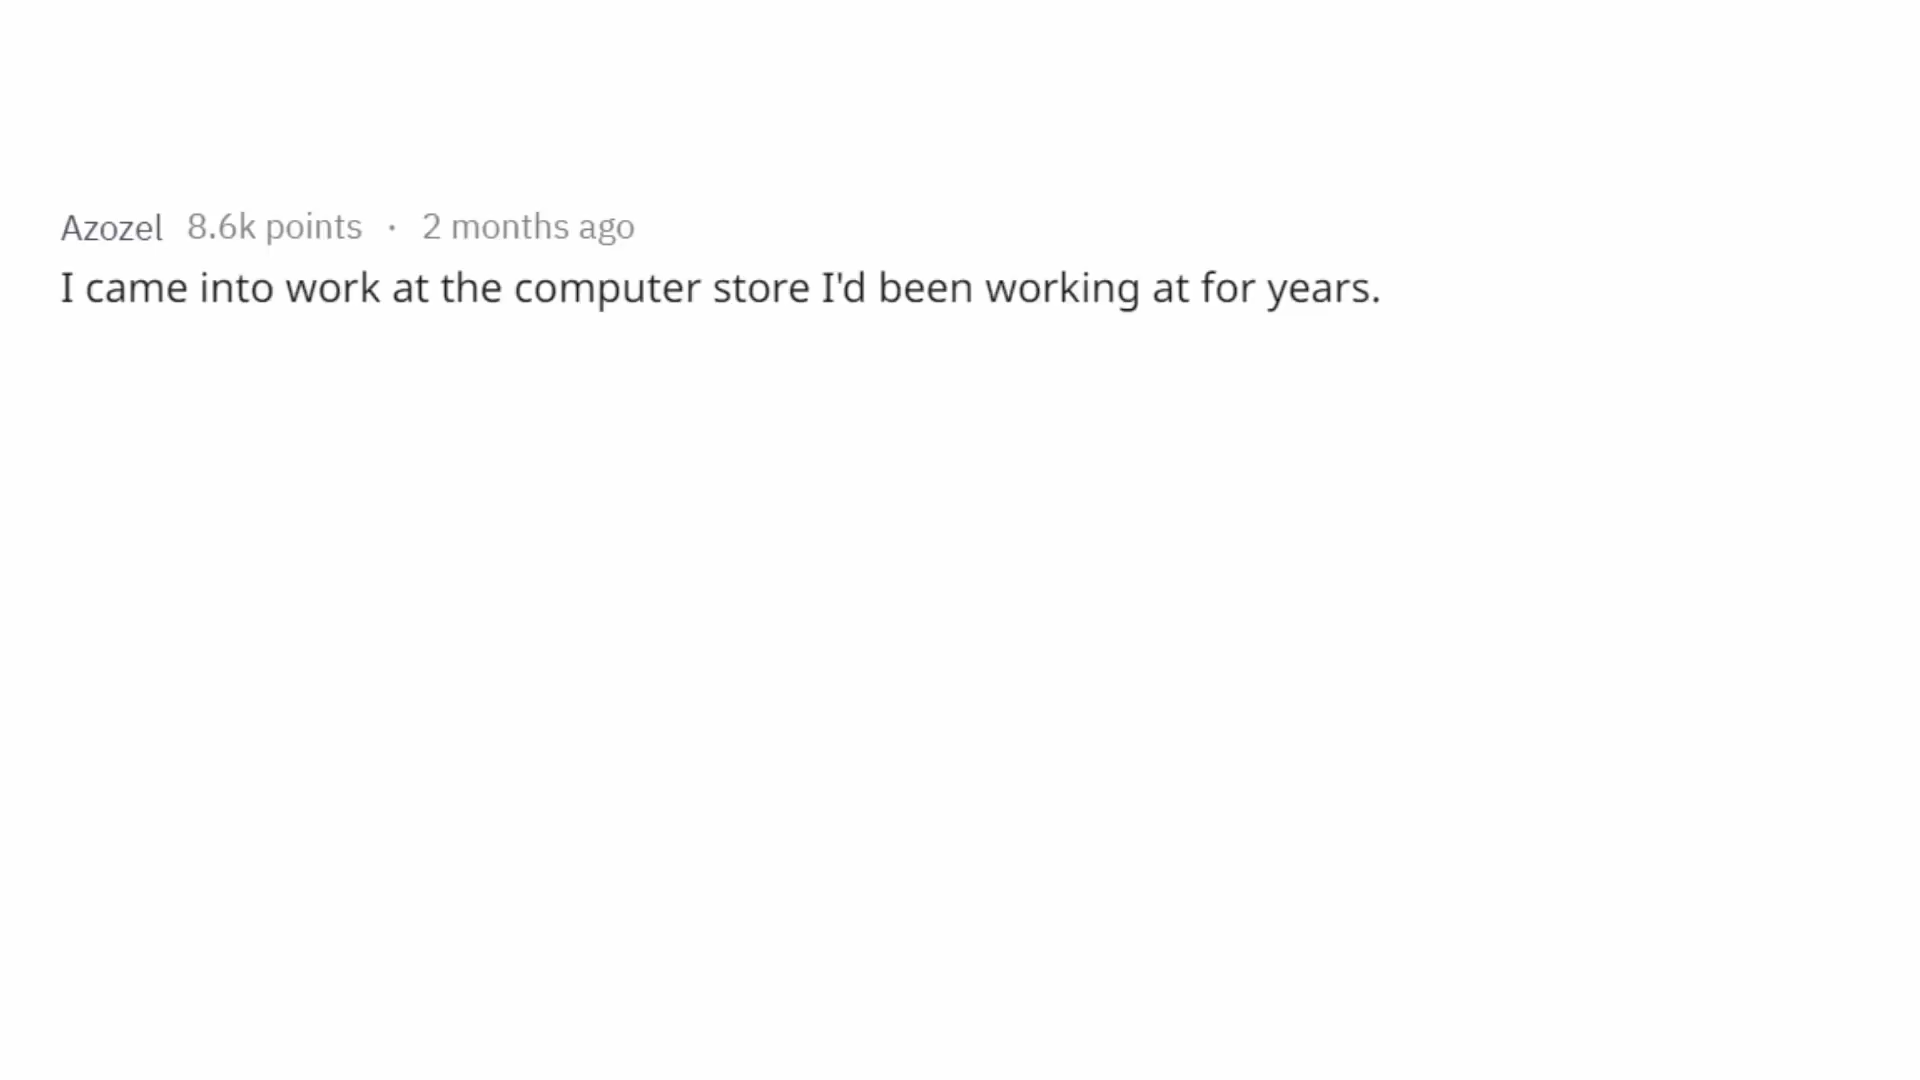 Azozel 8.6k points · 2 months ago
I came into work at the computer store I'd been working at for years.